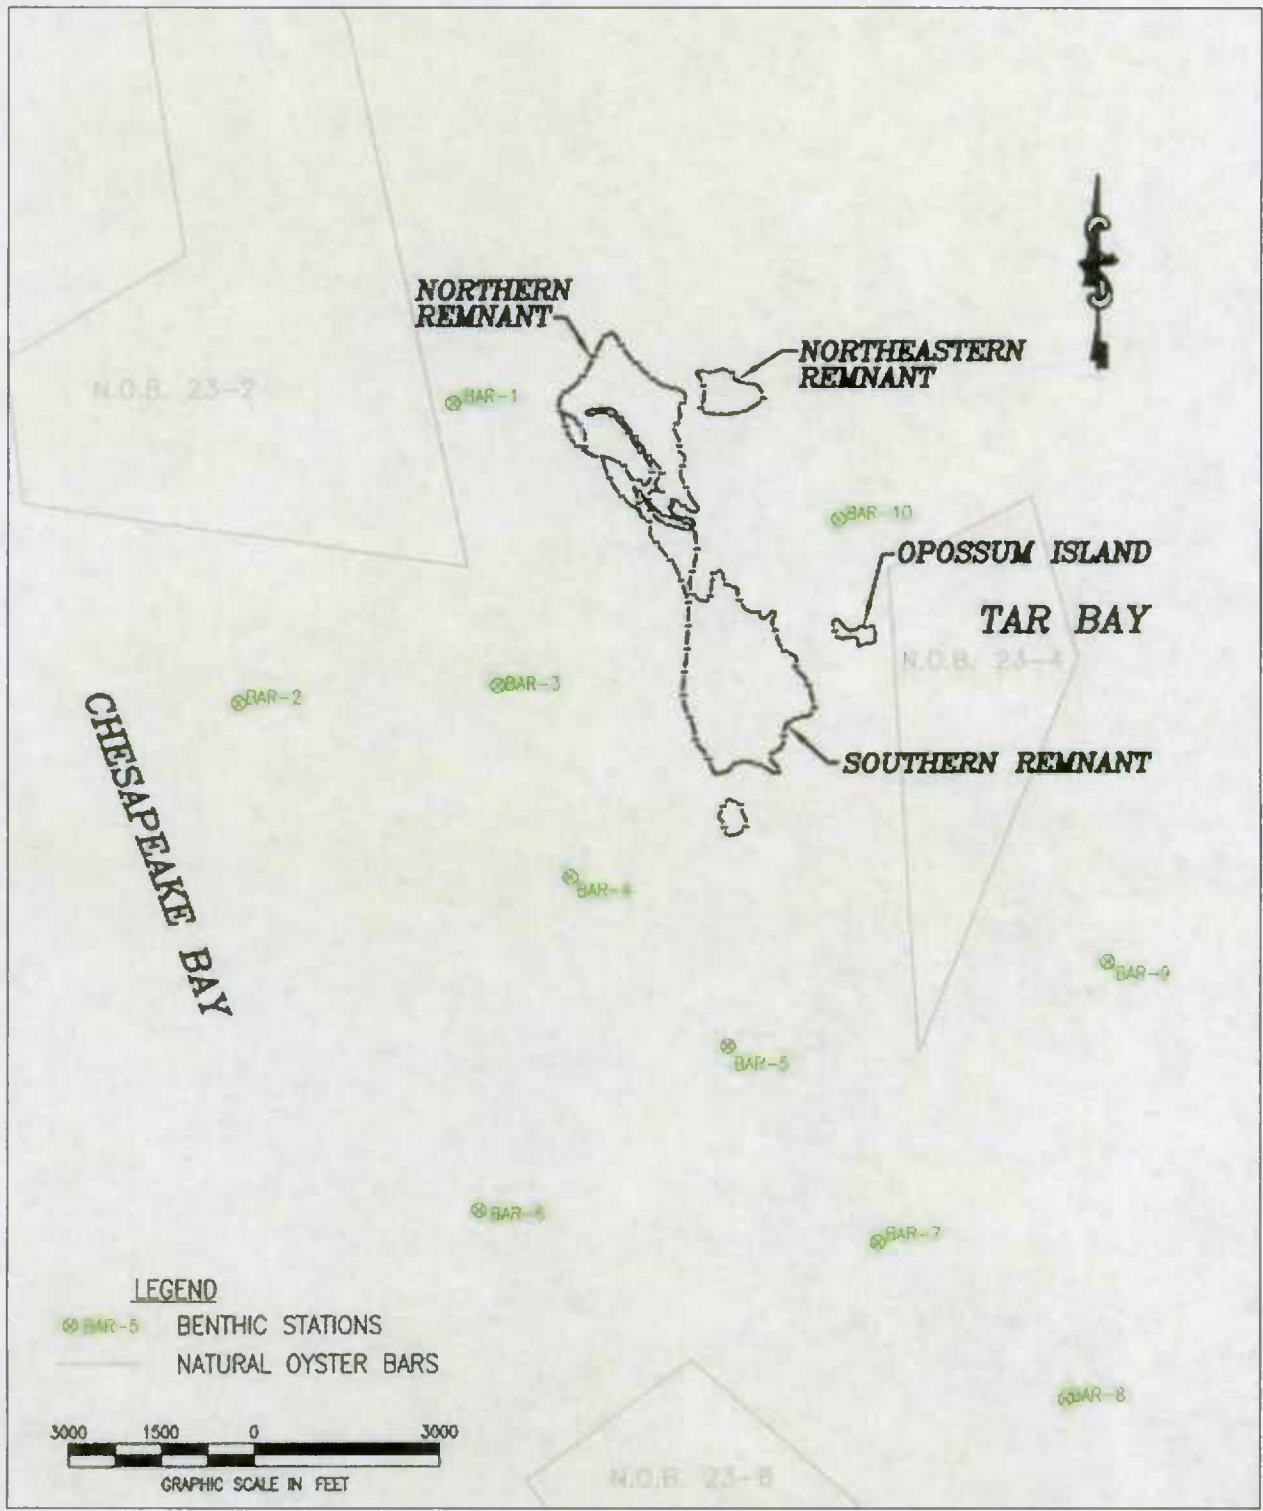 NORTHERN
REMNANT
NORTHEASTERN
REMNANT
N.O.B. 23-2
BAR-1
BAR-10
OPOSSUM ISLAND
TAR BAY
N.O.B. 23-4
BAR-3
BAR-2
CHESAPEAKE BAY
SOUTHERN REMNANT
BAR-4
BAR-9
BAR-5
BAR-6
BAR-7
LEGEND
BAR-5 BENTHIC STATIONS
NATURAL OYSTER BARS
BAR-8
3000 1500 0 3000
GRAPHIC SCALE IN FEET
N.O.B. 23-